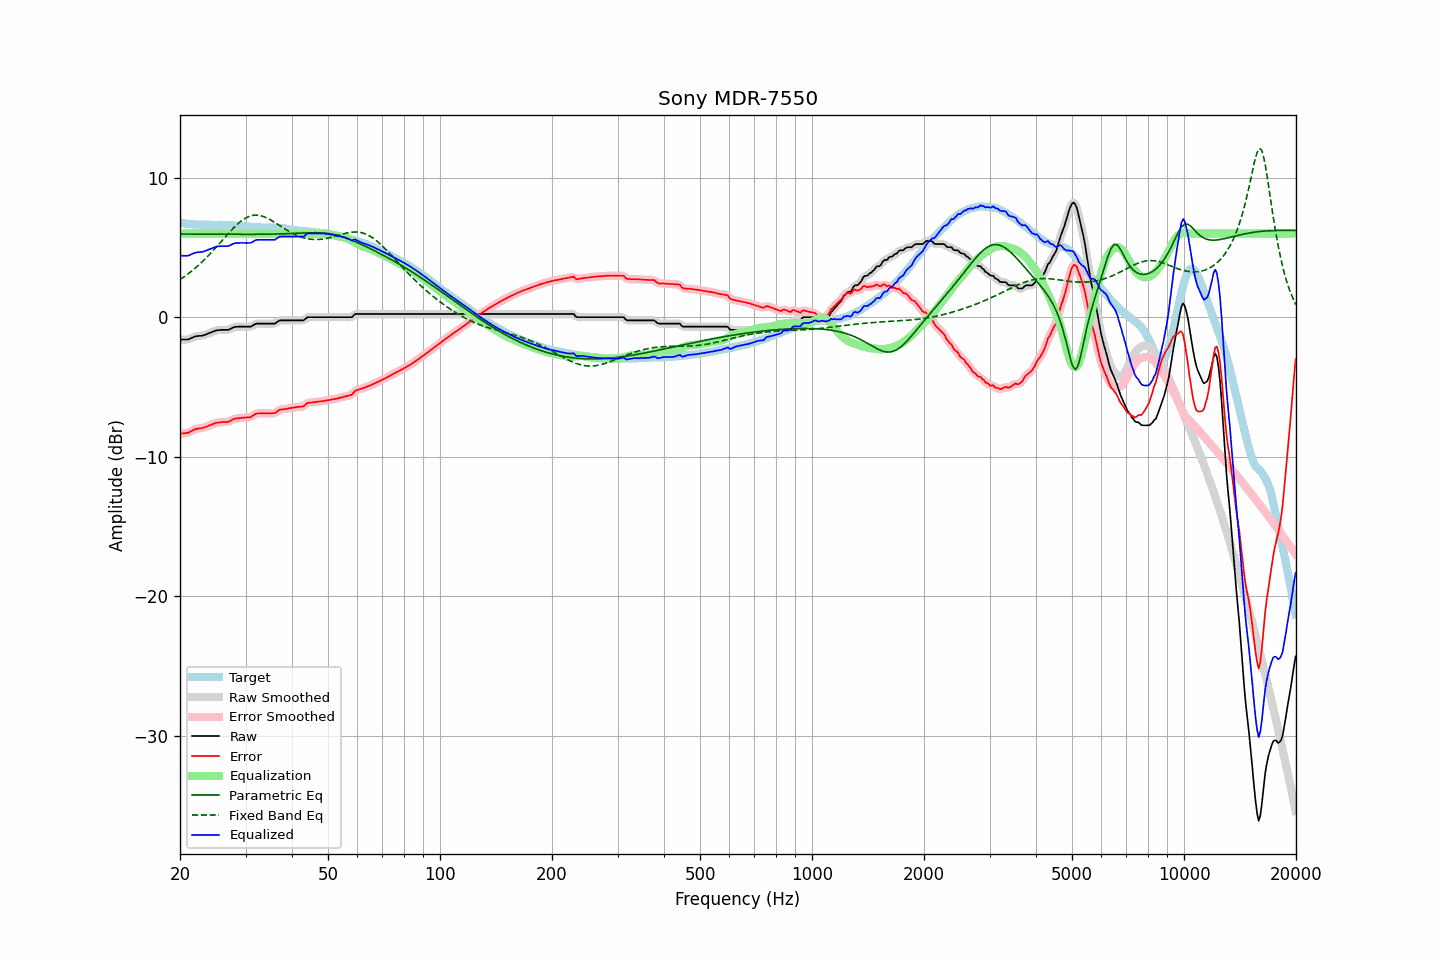 Sony MDR-7550
Amplitude (dBr)
10
0
−10
−20
−30
Target
Raw Smoothed
Error Smoothed
Raw
Error
Equalization
Parametric Eq
Fixed Band Eq
Equalized
20 50 100 200 500 1000 2000 5000 10000 20000
Frequency (Hz)